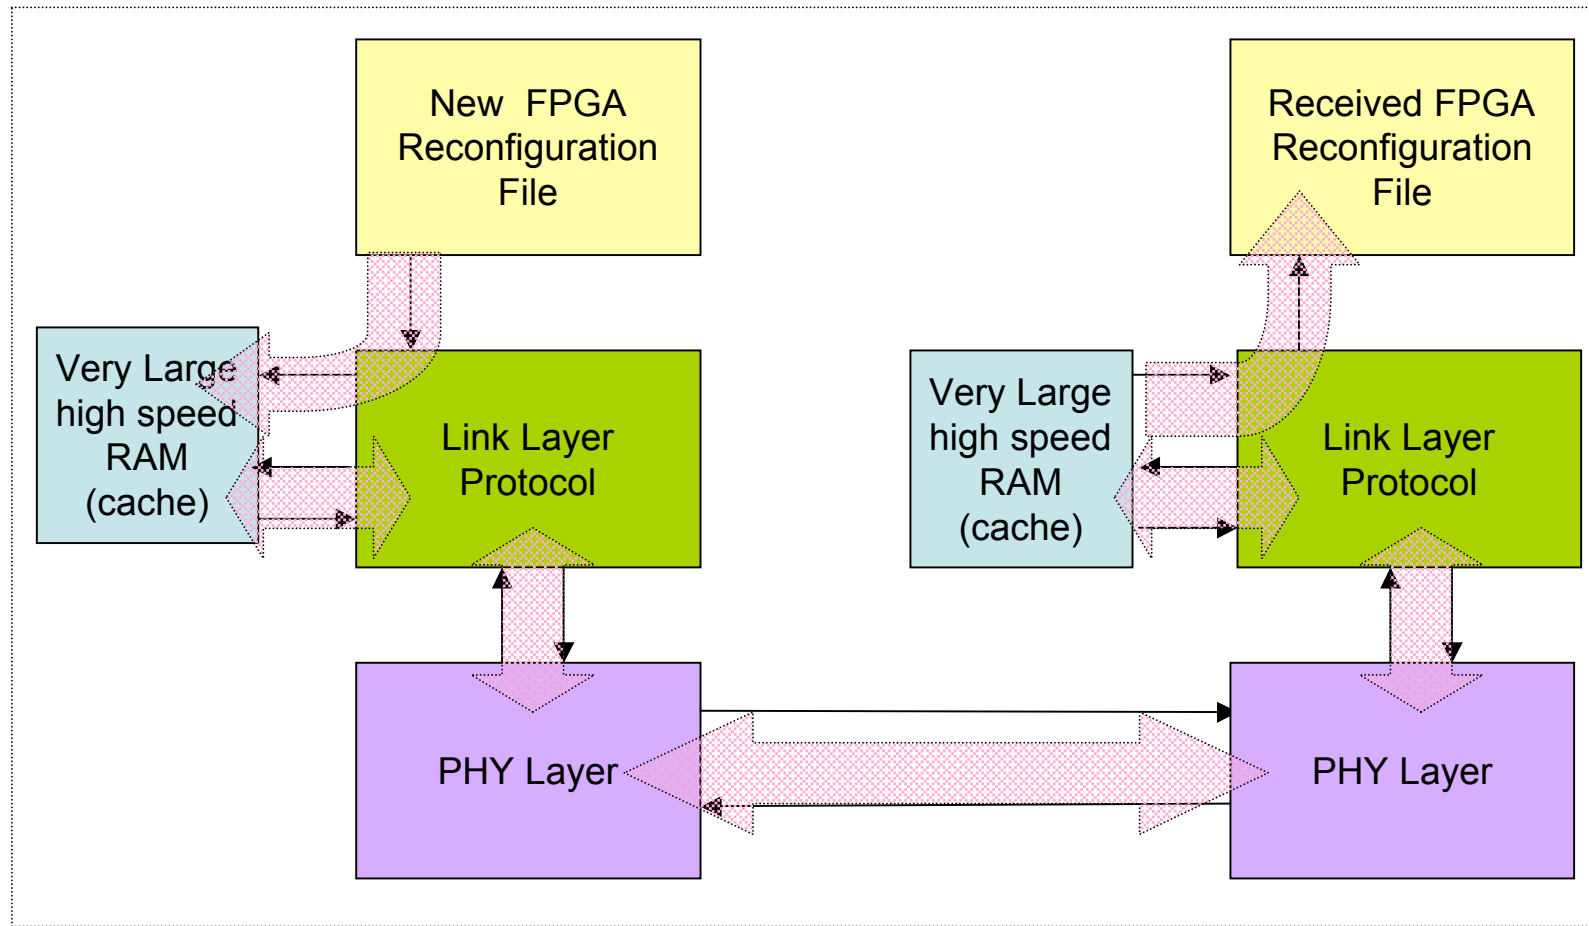 New FPGA
Reconfiguration
File
Received FPGA
Reconfiguration
File
Very Large
high speed
RAM
(cache)
Link Layer
Protocol
Very Large
high speed
RAM
(cache)
Link Layer
Protocol
PHY Layer
PHY Layer